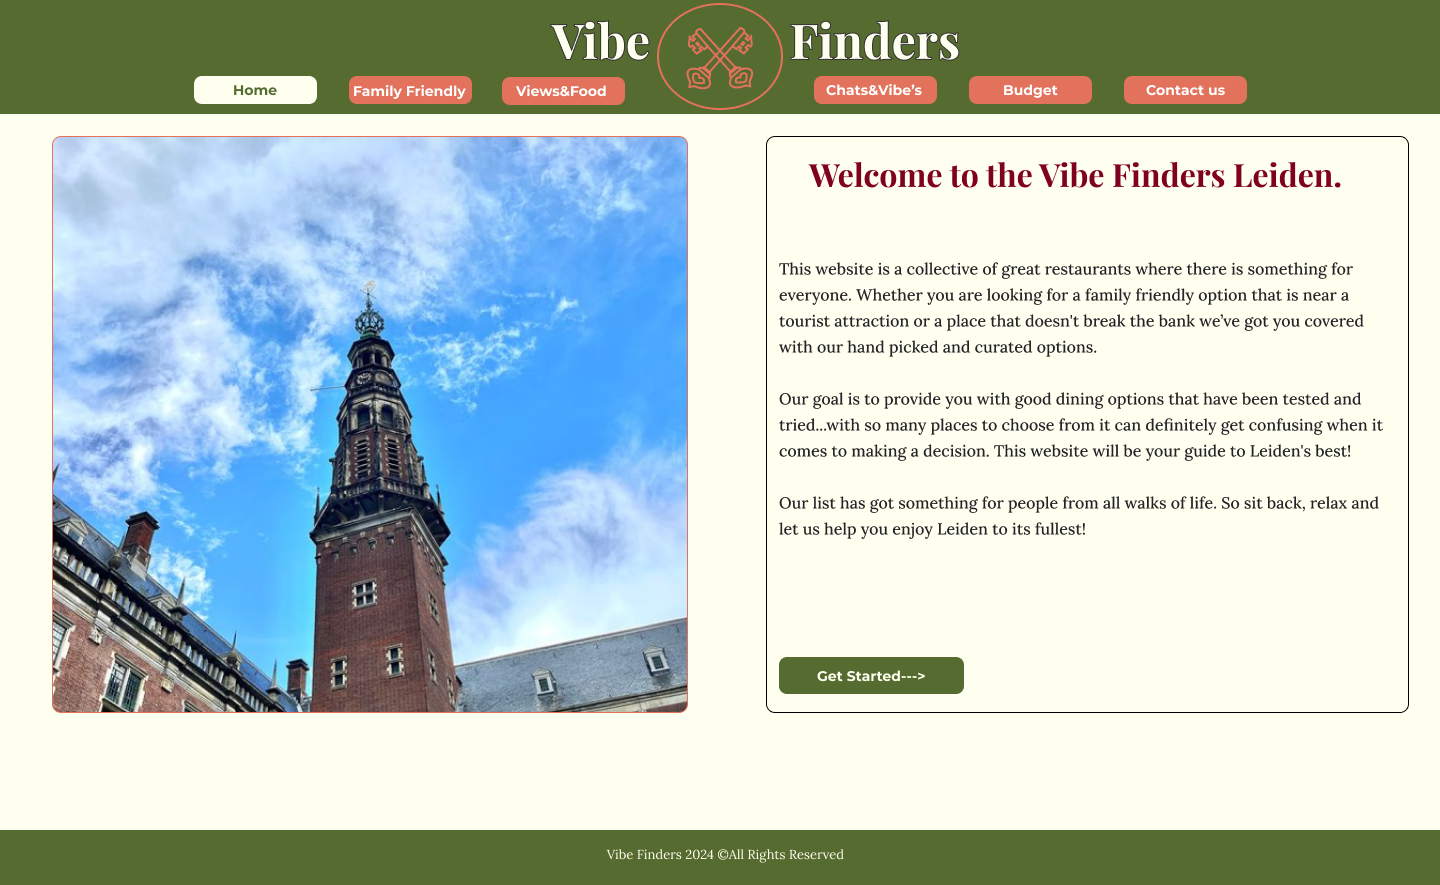 Vibe Finders
Home
Family Friendly
Views&Food
Chats&Vibe’s
Budget
Contact us
Welcome to the Vibe Finders Leiden.
This website is a collective of great restaurants where there is something for
everyone. Whether you are looking for a family friendly option that is near a
tourist attraction or a place that doesn't break the bank we’ve got you covered
with our hand picked and curated options.
Our goal is to provide you with good dining options that have been tested and
tried...with so many places to choose from it can definitely get confusing when it
comes to making a decision. This website will be your guide to Leiden's best!
Our list has got something for people from all walks of life. So sit back, relax and
let us help you enjoy Leiden to its fullest!
Get Started--->
Vibe Finders 2024 ©All Rights Reserved